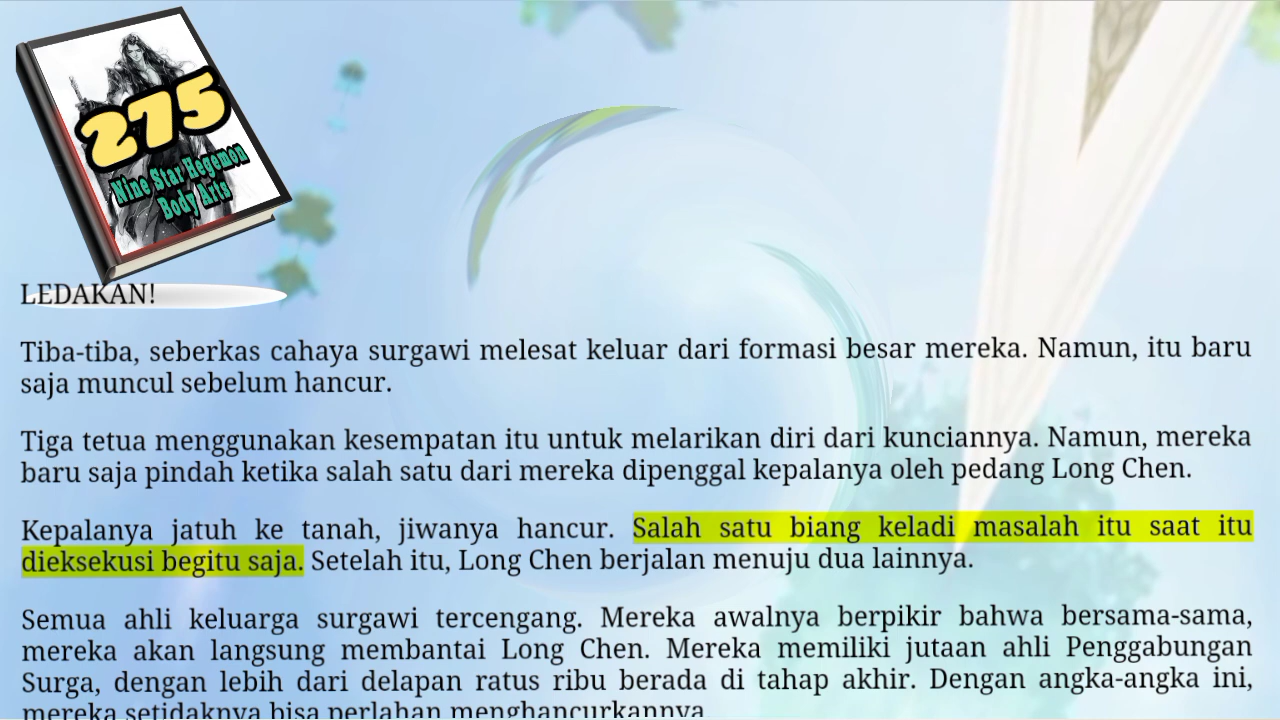 275
Nine Star Hegemon
Body Arts
LEDAKAN!
Tiba-tiba, seberkas cahaya surgawi melesat keluar dari formasi besar mereka. Namun, itu baru
saja muncul sebelum hancur.
Tiga tetua menggunakan kesempatan itu untuk melarikan diri dari kunciannya. Namun, mereka
baru saja pindah ketika salah satu dari mereka dipenggal kepalanya oleh pedang Long Chen.
Kepalanya jatuh ke tanah, jiwanya hancur. Salah satu biang keladi masalah itu saat itu
dieksekusi begitu saja. Setelah itu, Long Chen berjalan menuju dua lainnya.
Semua ahli keluarga surgawi tercengang. Mereka awalnya berpikir bahwa bersama-sama,
mereka akan langsung membantai Long Chen. Mereka memiliki jutaan ahli Penggabungan
Surga, dengan lebih dari delapan ratus ribu berada di tahap akhir. Dengan angka-angka ini,
mereka setidaknya bisa perlahan menghancurkannya